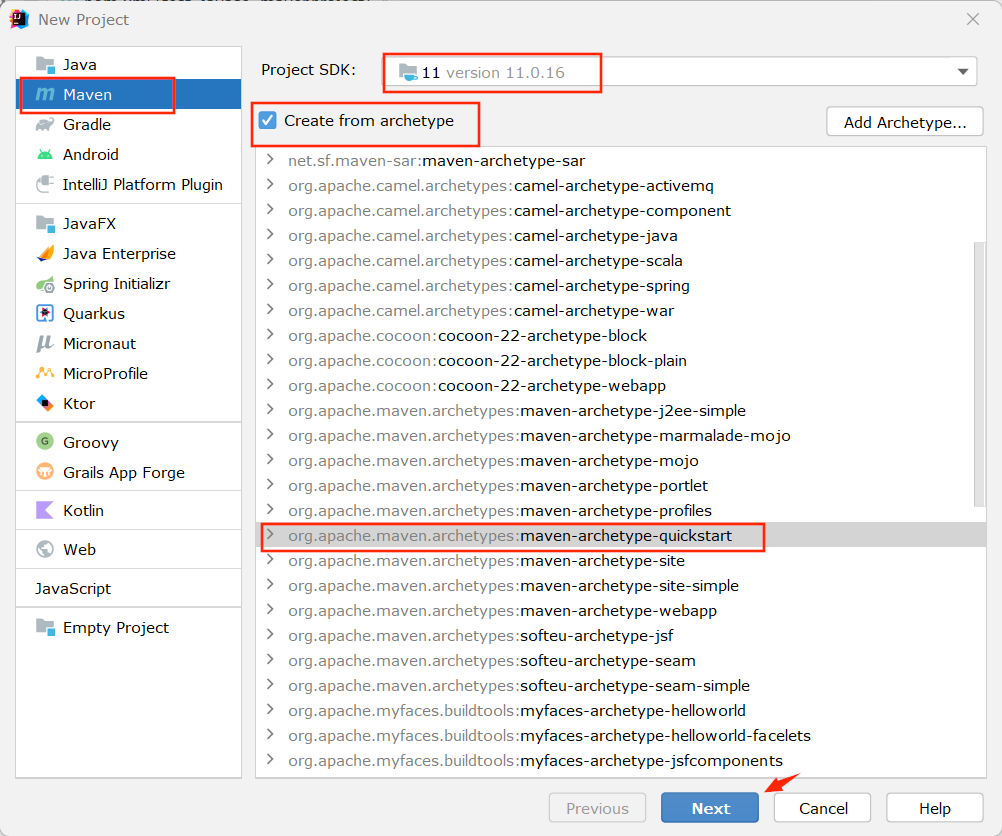 New Project
Java
Maven
Gradle
Android
IntelliJ Platform Plugin
JavaFX
Java Enterprise
Spring Initializr
Quarkus
Micronaut
MicroProfile
Ktor
Groovy
Grails App Forge
Kotlin
Web
JavaScript
Empty Project
Project SDK: 11 version 11.0.16
Create from archetype
Add Archetype...
net.sf.maven-sar:maven-archetype-sar
org.apache.camel.archetypes:camel-archetype-activemq
org.apache.camel.archetypes:camel-archetype-component
org.apache.camel.archetypes:camel-archetype-java
org.apache.camel.archetypes:camel-archetype-scala
org.apache.camel.archetypes:camel-archetype-spring
org.apache.camel.archetypes:camel-archetype-war
org.apache.cocoon:cocoon-22-archetype-block
org.apache.cocoon:cocoon-22-archetype-block-plain
org.apache.cocoon:cocoon-22-archetype-webapp
org.apache.maven.archetypes:maven-archetype-j2ee-simple
org.apache.maven.archetypes:maven-archetype-marmalade-mojo
org.apache.maven.archetypes:maven-archetype-mojo
org.apache.maven.archetypes:maven-archetype-portlet
org.apache.maven.archetypes:maven-archetype-profiles
org.apache.maven.archetypes:maven-archetype-quickstart
org.apache.maven.archetypes:maven-archetype-site
org.apache.maven.archetypes:maven-archetype-site-simple
org.apache.maven.archetypes:maven-archetype-webapp
org.apache.maven.archetypes:softeu-archetype-jsf
org.apache.maven.archetypes:softeu-archetype-seam
org.apache.maven.archetypes:softeu-archetype-seam-simple
org.apache.myfaces.buildtools:myfaces-archetype-helloworld
org.apache.myfaces.buildtools:myfaces-archetype-helloworld-facelets
org.apache.myfaces.buildtools:myfaces-archetype-jsfcomponents
Previous
Next
Cancel
Help